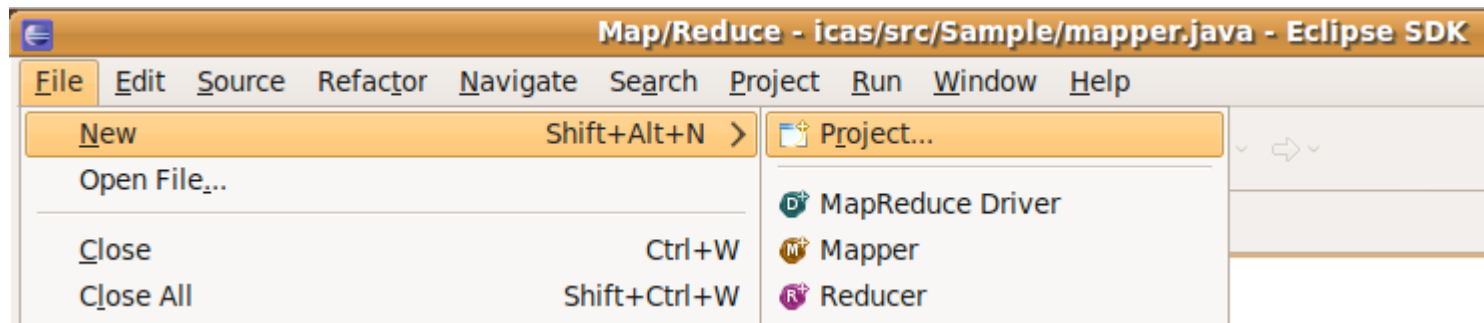 Map/Reduce - icas/src/Sample/mapper.java - Eclipse SDK
File Edit Source Refactor Navigate Search Project Run Window Help
New Shift+Alt+N Project...
Open File...
MapReduce Driver
Close Ctrl+W Mapper
Close All Shift+Ctrl+W Reducer